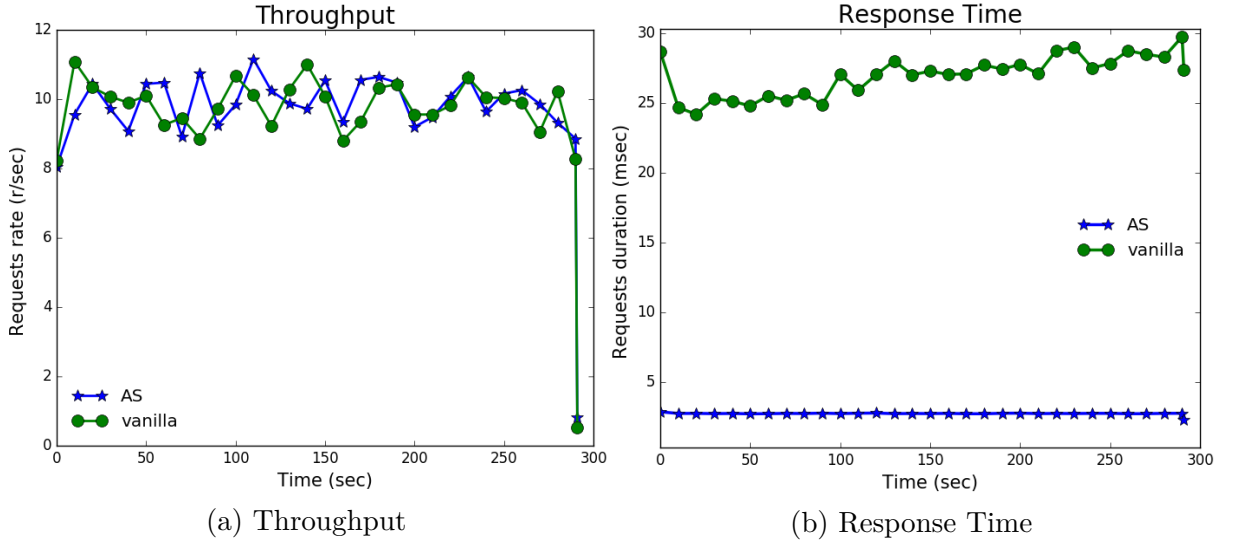 Throughput
12
10
8
6
4
2
0
Requests rate (r/sec)
AS
vanilla
0 50 100 150 200 250 300
Time (sec)
(a) Throughput
Response Time
30
25
20
15
10
5
Requests duration (msec)
AS
vanilla
0 50 100 150 200 250 300
Time (sec)
(b) Response Time